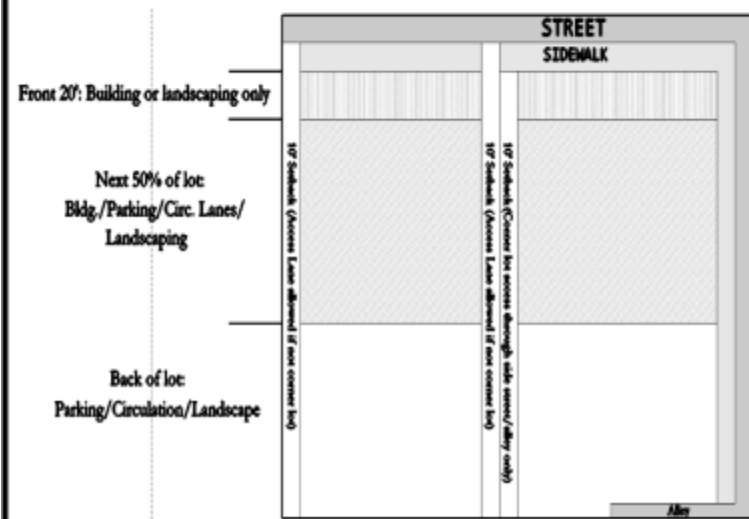 STREET
SIDEWALK
Front 20': Building or landscaping only
Next 50% of lot:
Bldg./Parking/Circ. Lanes/
Landscaping
Back of lot:
Parking/Circulation/Landscape
10' Setback (Access Lane allowed if not corner lot)
10' Setback (Access Lane allowed if not corner lot)
10' Setback (Corner lot access through side street/alley only)
Alley